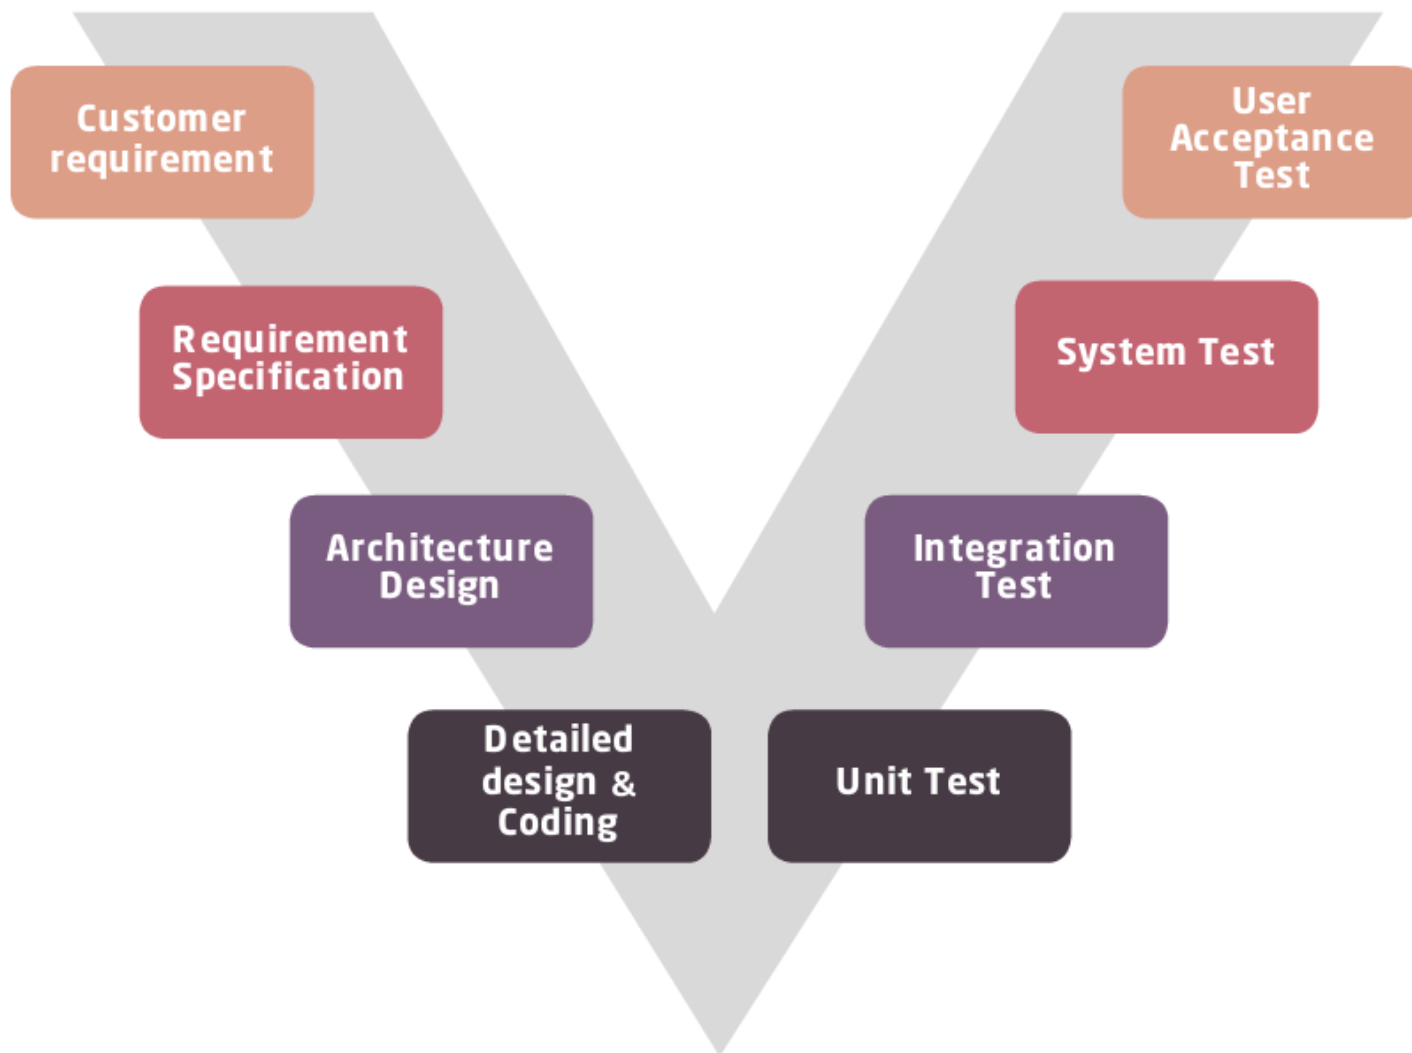 Customer
requirement
User
Acceptance
Test
Requirement
Specification
System Test
Architecture
Design
Integration
Test
Detailed
design &
Coding
Unit Test